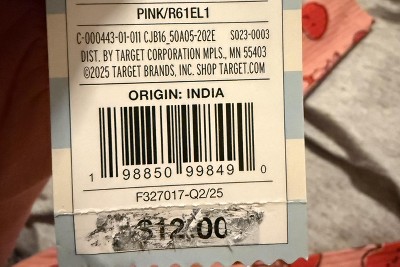 PINK/R61EL1
C-000443-01-011 CJB16_50A05-202E S023-0003
DIST. BY TARGET CORPORATION MPLS., MN 55403
©2025 TARGET BRANDS, INC. SHOP TARGET.COM
ORIGIN: INDIA
1 98850 99849 0
F327017-Q2/25
$12.00